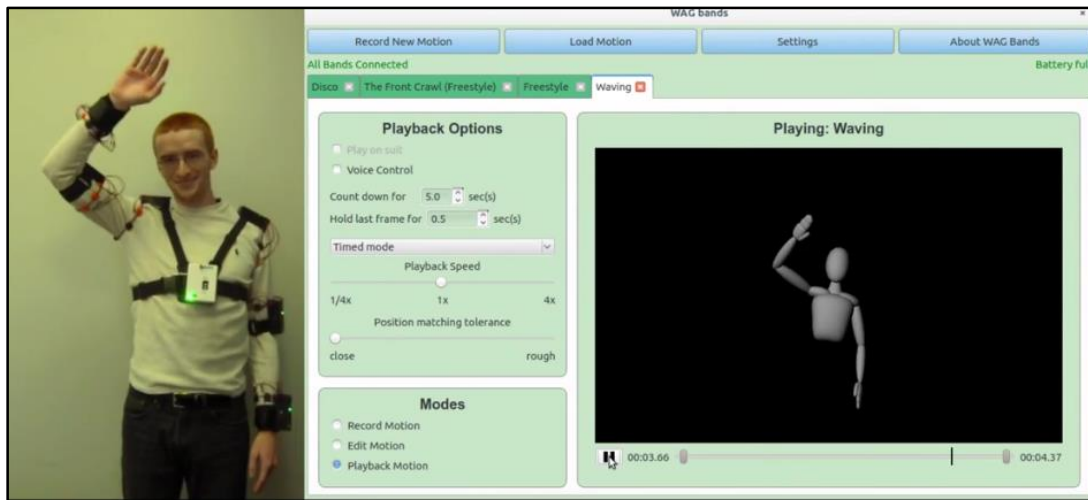 WAG bands
Record New Motion Load Motion Settings About WAG Bands
All Bands Connected Battery ful
Disco The Front Crawl (Freestyle) Freestyle Waving
Playback Options
Play on suit
Voice Control
Count down for 5.0 sec(s)
Hold last frame for 0.5 sec(s)
Timed mode
Playback Speed
1/4x 1x 4x
Position matching tolerance
close rough
Modes
Record Motion
Edit Motion
Playback Motion
Playing: Waving
00:03.66 00:04.37